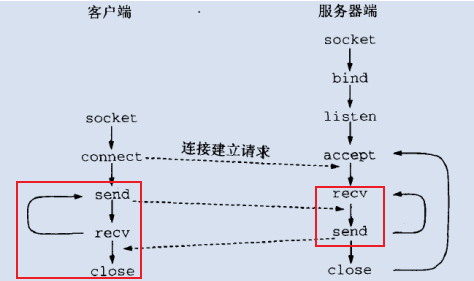 客户端
服务器端
socket
bind
listen
socket
connect
连接建立请求
accept
send
recv
recv
send
close
close